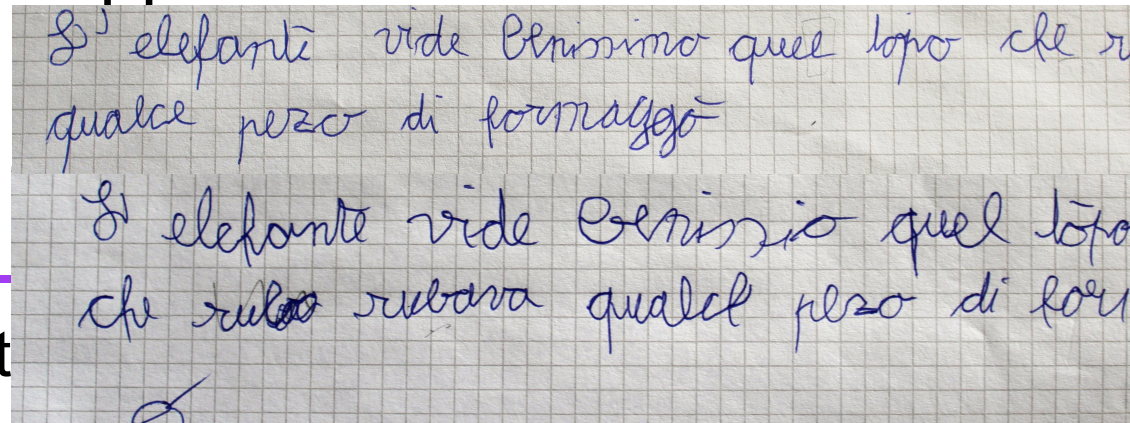 L' elefante vide benissimo quel topo che r
qualce pezo di formaggo
L' elefante vide benissio quel topo
che rubava qualce pezo di for
t